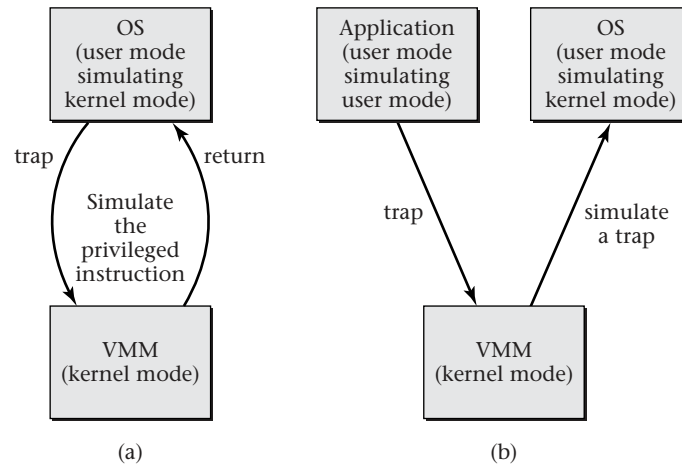 OS
(user mode
simulating
kernel mode)
trap
return
Simulate
the
privileged
instruction
VMM
(kernel mode)
(a)
Application
(user mode
simulating
user mode)
OS
(user mode
simulating
kernel mode)
trap
simulate
a trap
VMM
(kernel mode)
(b)